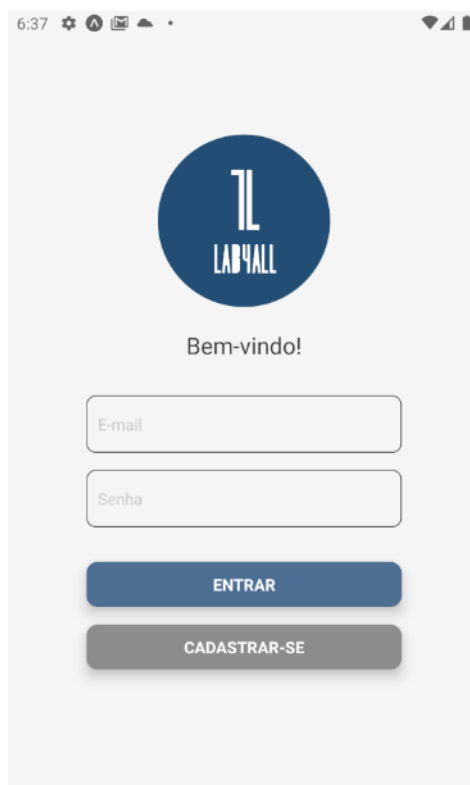 6:37
LAB4ALL
Bem-vindo!
E-mail
Senha
ENTRAR
CADASTRAR-SE